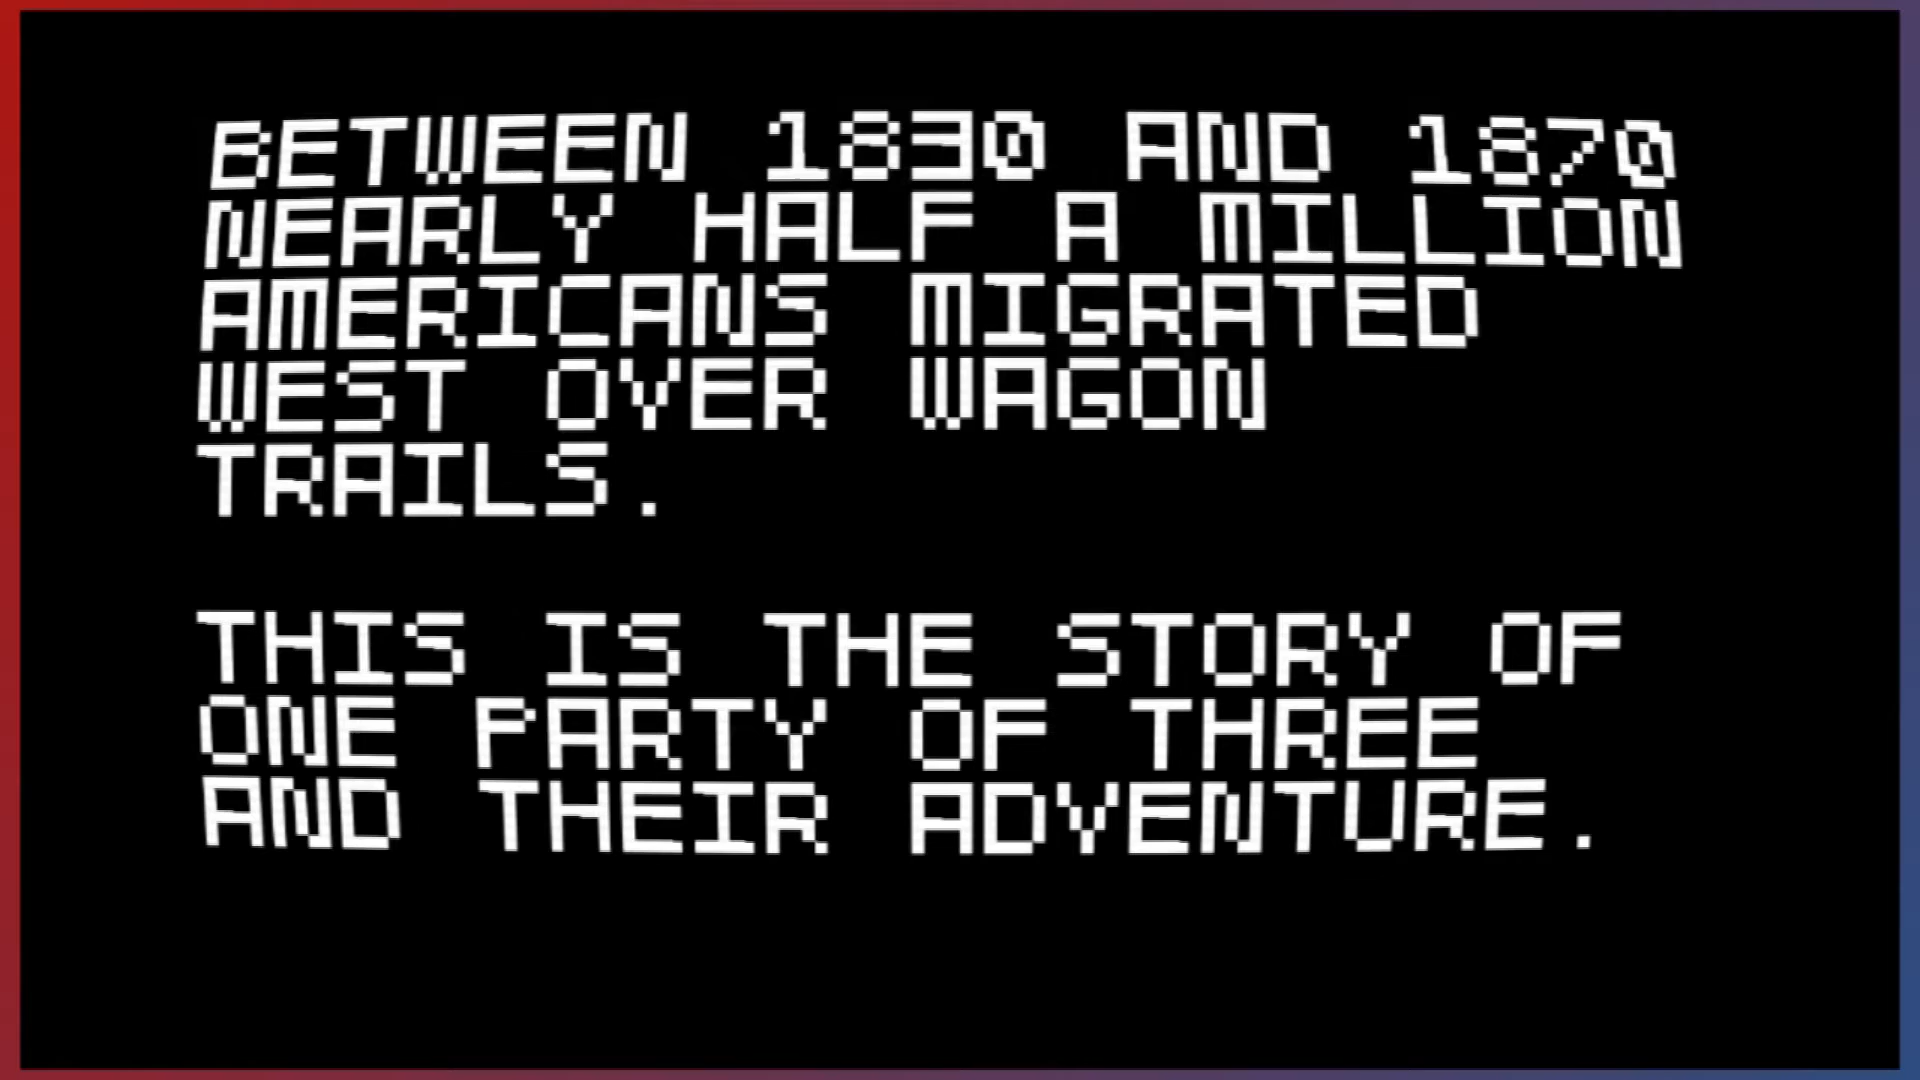 BETWEEN 1830 AND 1870
NEARLY HALF A MILLION
AMERICANS MIGRATED
WEST OVER WAGON
TRAILS.
THIS IS THE STORY OF
ONE PARTY OF THREE
AND THEIR ADVENTURE.